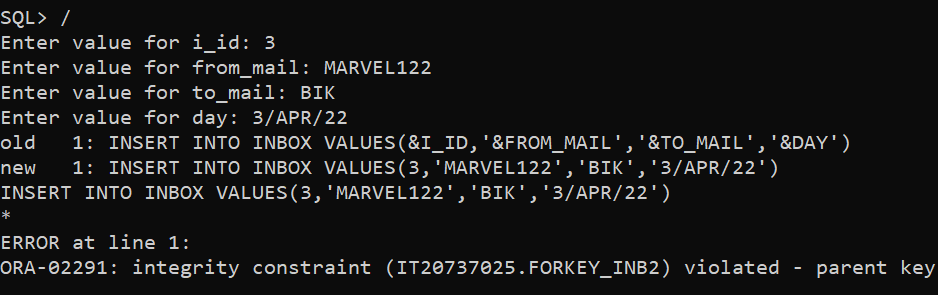 SQL> /
Enter value for i_id: 3
Enter value for from_mail: MARVEL122
Enter value for to_mail: BIK
Enter value for day: 3/APR/22
old   1: INSERT INTO INBOX VALUES(&I_ID,'&FROM_MAIL','&TO_MAIL','&DAY')
new   1: INSERT INTO INBOX VALUES(3,'MARVEL122','BIK','3/APR/22')
INSERT INTO INBOX VALUES(3,'MARVEL122','BIK','3/APR/22')
*
ERROR at line 1:
ORA-02291: integrity constraint (IT20737025.FORKEY_INB2) violated - parent key